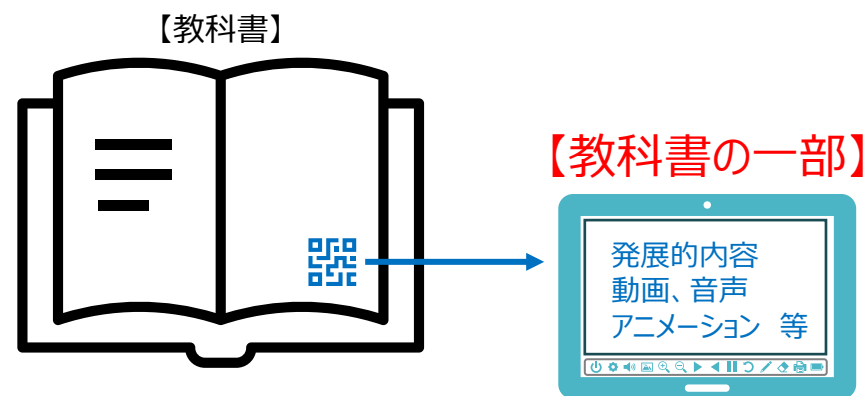 【教科書】
【教科書の一部】
発展的内容
動画、音声
アニメーション 等